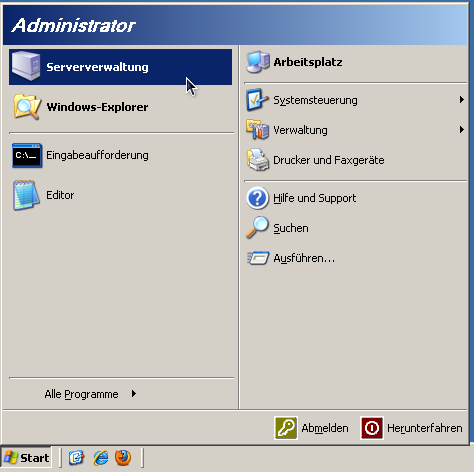 Administrator
Serververwaltung
Windows-Explorer
C:\_
Eingabeaufforderung
Editor
Alle Programme
Arbeitsplatz
Systemsteuerung
Verwaltung
Drucker und Faxgeräte
Hilfe und Support
Suchen
Ausführen...
Abmelden
Herunterfahren
Start